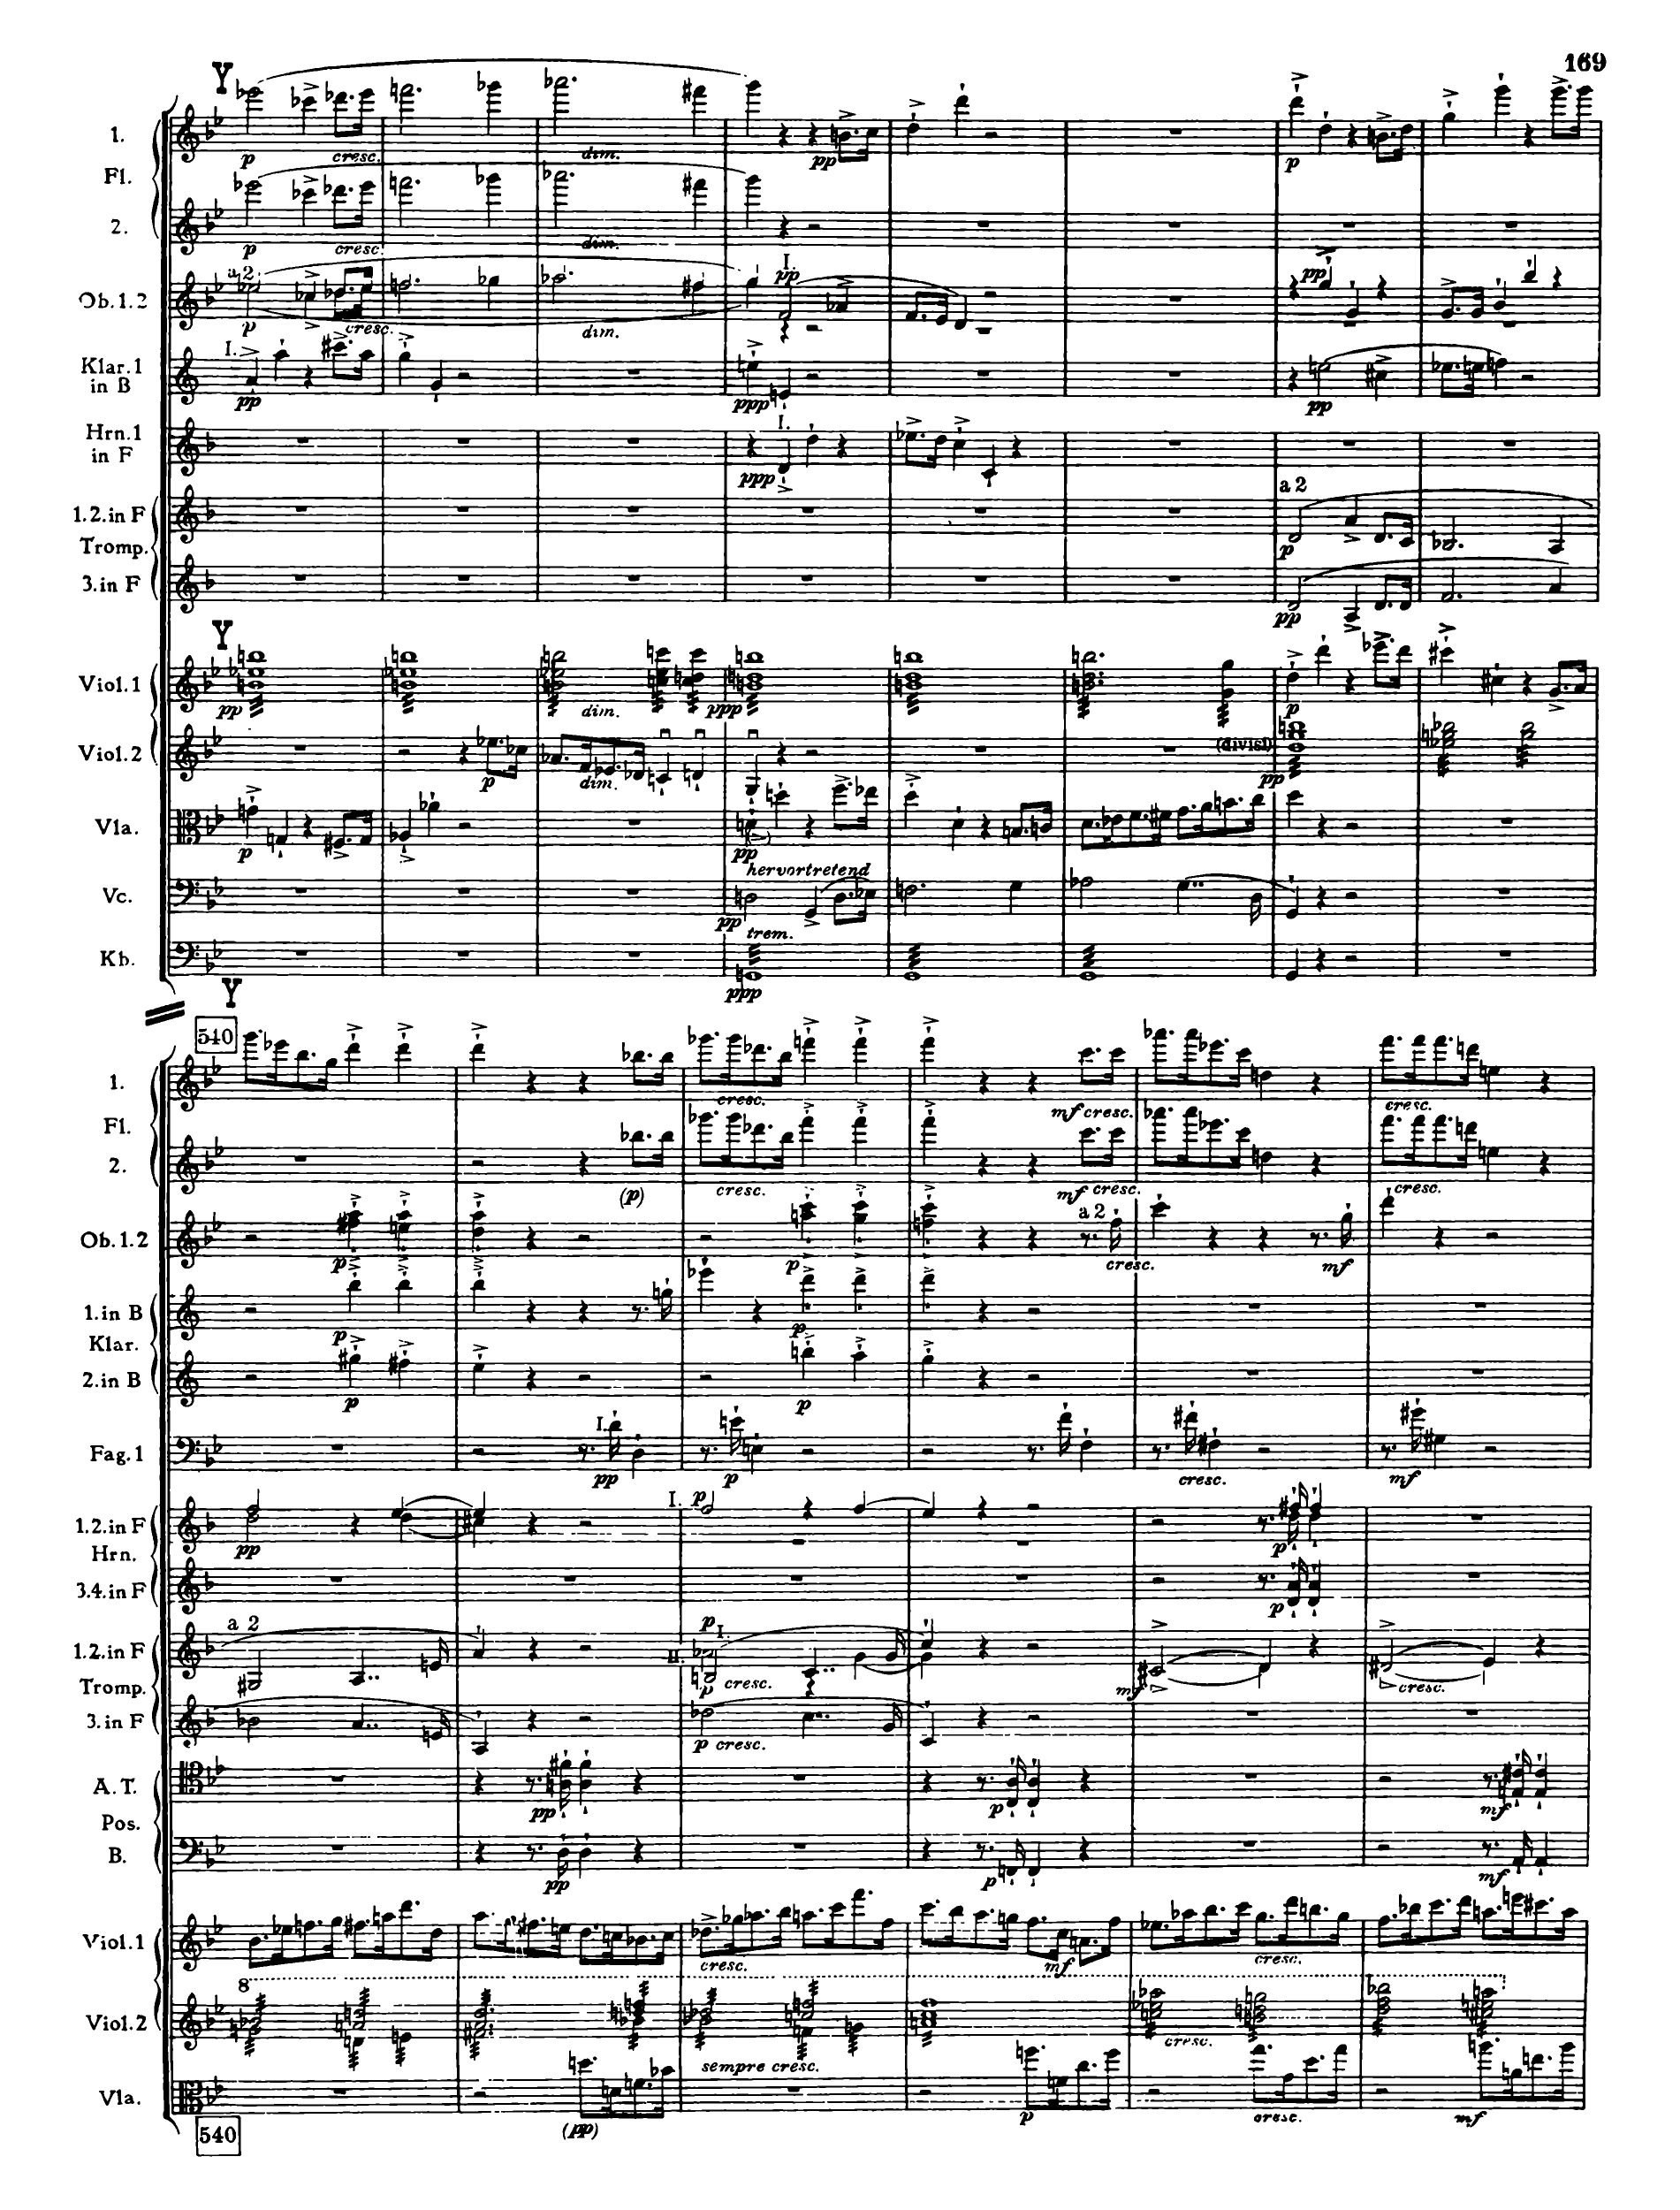 169
Y
1.
p
cresc.
dim.
pp
p
Fl.
2.
p
cresc.
dim.
a 2
I.
pp
pp
Ob.1.2
p
cresc.
dim.
I.
Klar.1
in B
pp
ppp
pp
Hrn.1
in F
I.
ppp
a 2
1.2.in F
p
Tromp.
3.in F
pp
Y
Viol.1
pp
dim.
ppp
p
Viol.2
p
dim.
(divisi)
pp
Vla.
p
pp
hervortretend
Vc.
pp
trem.
Kb.
ppp
Y
540
1.
cresc.
mf cresc.
cresc.
Fl.
2.
(p)
cresc.
mf cresc.
cresc.
a 2
Ob.1.2
p
p
cresc.
mf
1.in B
p
p
Klar.
2.in B
p
p
I.
Fag.1
pp
p
cresc.
mf
I.
p
1.2.in F
pp
p
Hrn.
3.4.in F
p
a 2
p
I.
1.2.in F
II.
p cresc.
mf
cresc.
Tromp.
3.in F
p cresc.
A.T.
pp
p
mf
Pos.
B.
pp
p
mf
Viol.1
cresc.
mf
cresc.
8
Viol.2
sempre cresc.
cresc.
Vla.
(pp)
p
cresc.
mf
540